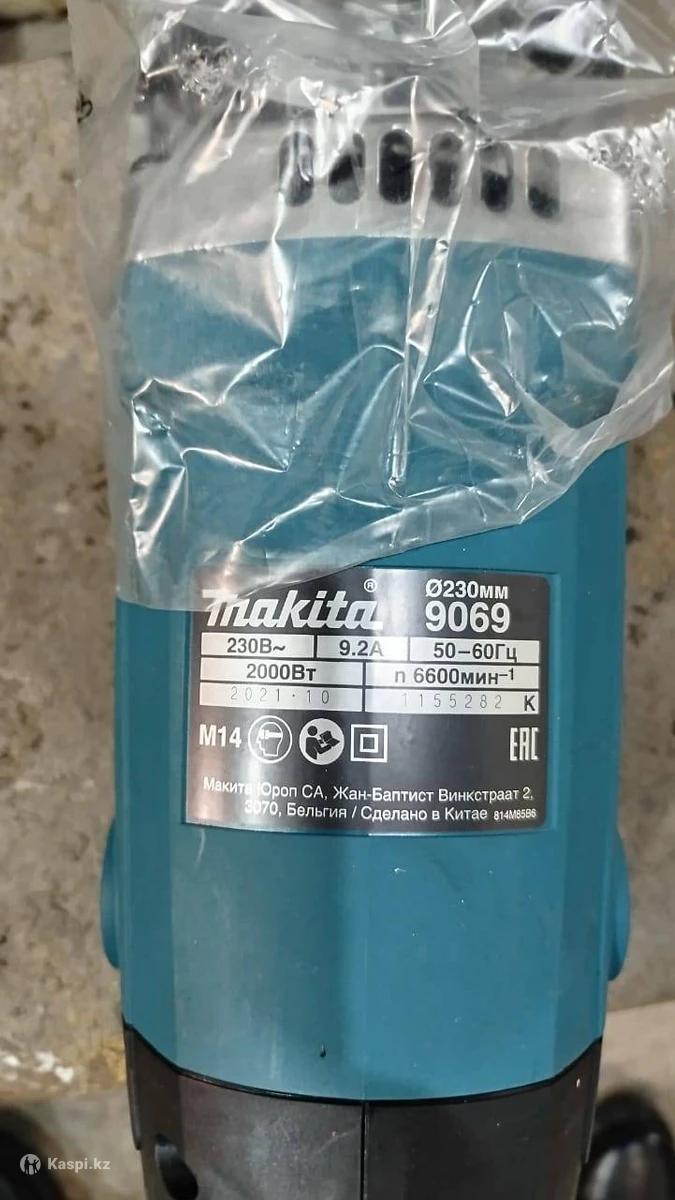 makita®
Ø230мм
9069
230В~ 9.2А 50–60Гц
2000Вт n 6600мин⁻¹
2021·10 1155282 K
M14 EAC
Макита Юроп СА, Жан-Баптист Винкстраат 2,
3070, Бельгия / Сделано в Китае 814M85B6
Kaspi.kz